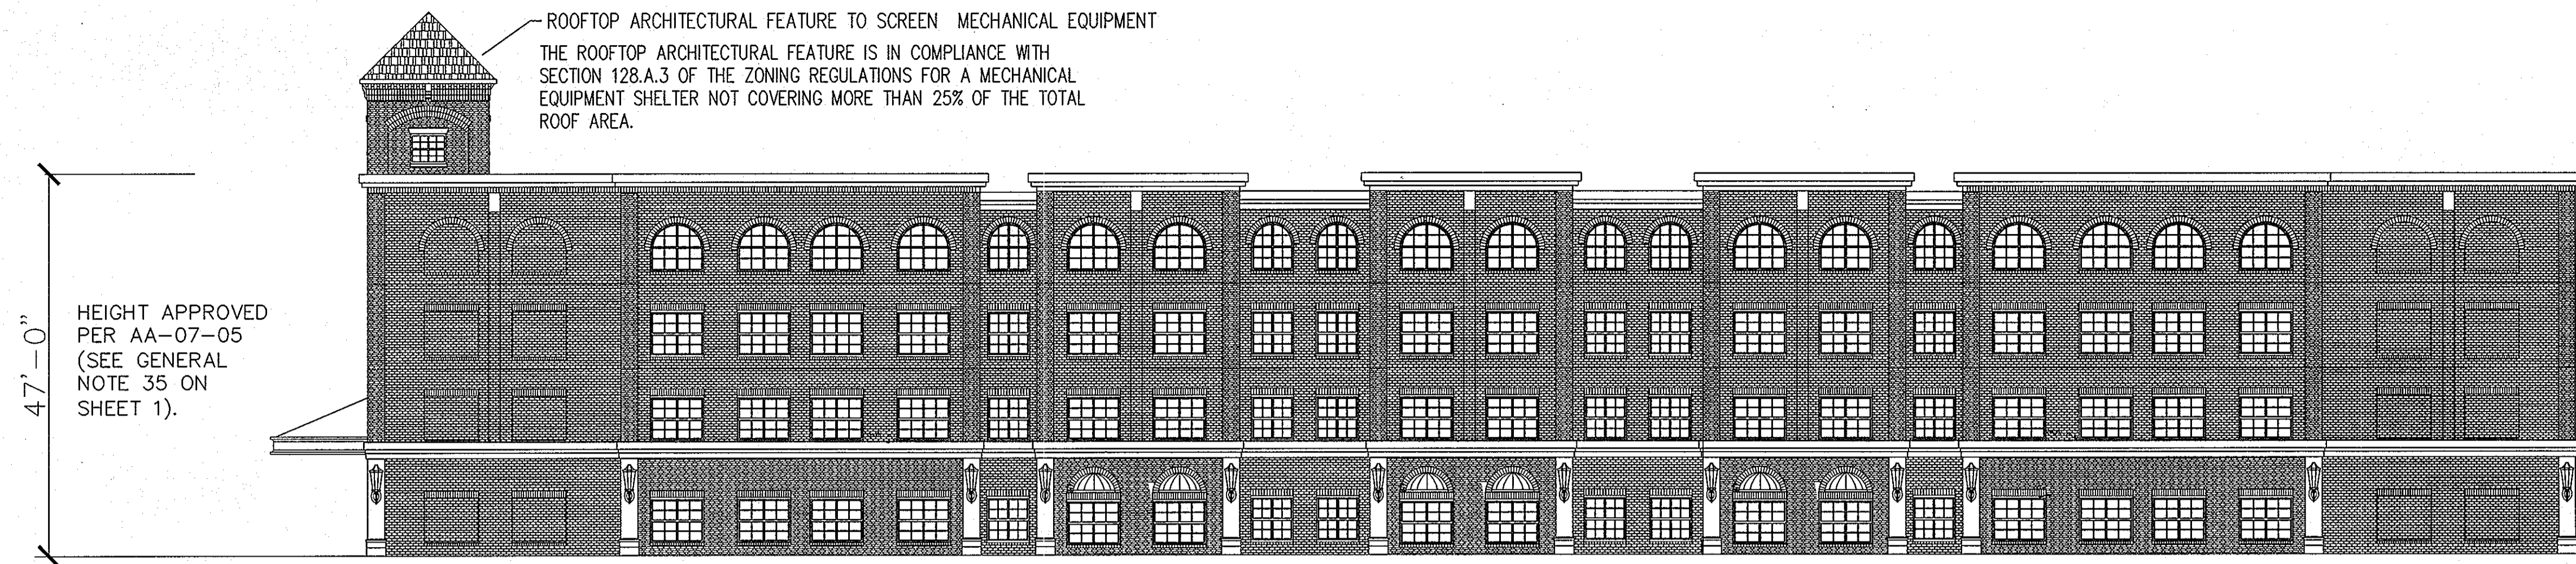 ROOFTOP ARCHITECTURAL FEATURE TO SCREEN MECHANICAL EQUIPMENT
THE ROOFTOP ARCHITECTURAL FEATURE IS IN COMPLIANCE WITH
SECTION 128.A.3 OF THE ZONING REGULATIONS FOR A MECHANICAL
EQUIPMENT SHELTER NOT COVERING MORE THAN 25% OF THE TOTAL
ROOF AREA.
47'-0"
HEIGHT APPROVED
PER AA-07-05
(SEE GENERAL
NOTE 35 ON
SHEET 1).